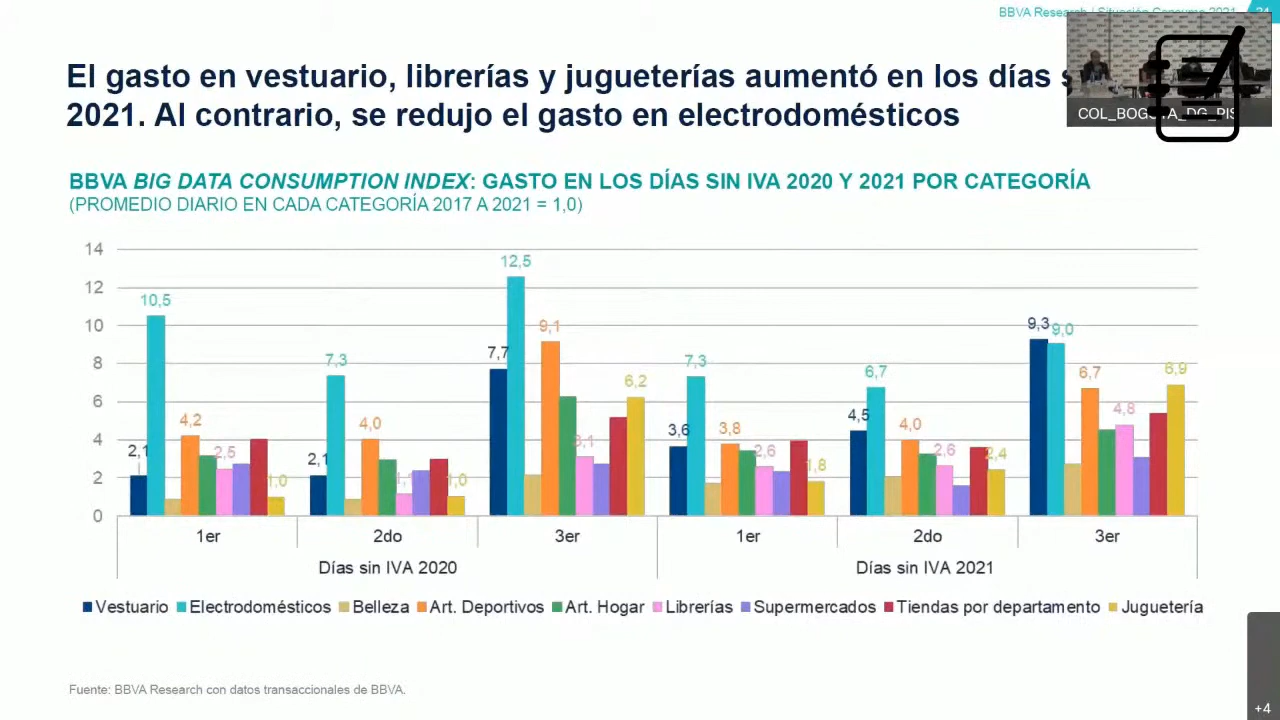 BBVA Research | Situación Consumo 2021 24
El gasto en vestuario, librerías y jugueterías aumentó en los días
2021. Al contrario, se redujo el gasto en electrodomésticos
BBVA BIG DATA CONSUMPTION INDEX: GASTO EN LOS DÍAS SIN IVA 2020 Y 2021 POR CATEGORÍA
(PROMEDIO DIARIO EN CADA CATEGORÍA 2017 A 2021 = 1,0)
14
12
10
8
6
4
2
0
2,1 10,5 4,2 2,5 1,0
2,1 7,3 4,0 1,0
7,7 12,5 9,1 3,1 6,2
3,6 7,3 3,8 2,6 1,8
4,5 6,7 4,0 2,6 2,4
9,3 9,0 6,7 4,8 6,9
1er 2do 3er 1er 2do 3er
Días sin IVA 2020 Días sin IVA 2021
Vestuario Electrodomésticos Belleza Art. Deportivos Art. Hogar Librerías Supermercados Tiendas por departamento Juguetería
Fuente: BBVA Research con datos transaccionales de BBVA.
+4